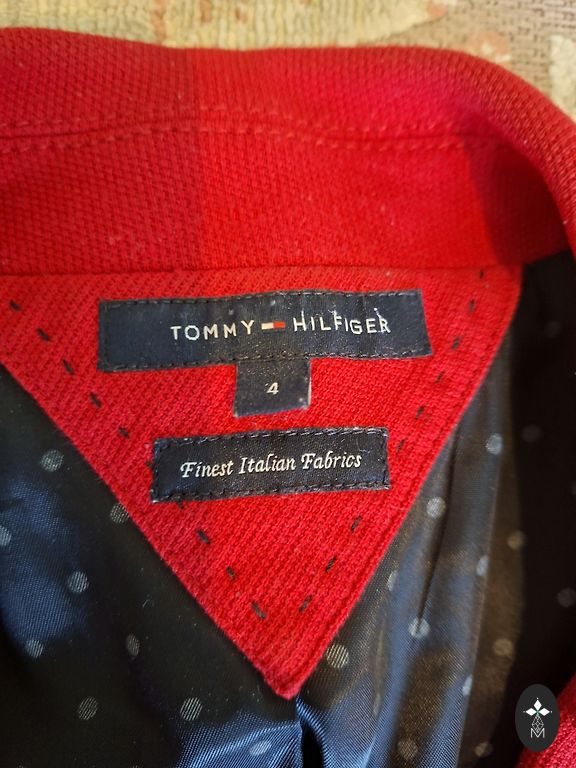 TOMMY HILFIGER
4
Finest Italian Fabrics
M